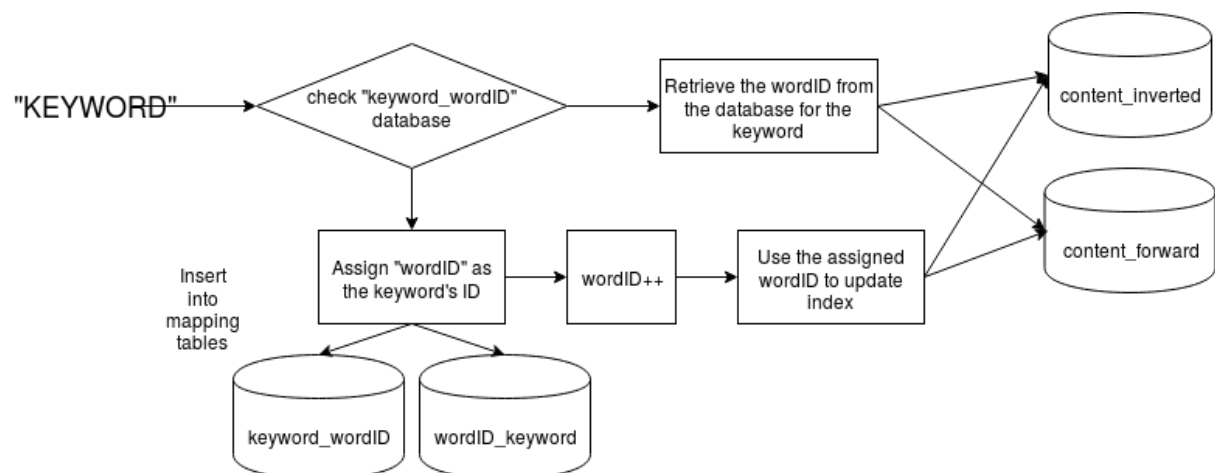 "KEYWORD"
check "keyword_wordID"
database
Retrieve the wordID from
the database for the
keyword
content_inverted
content_forward
Assign "wordID" as
the keyword's ID
wordID++
Use the assigned
wordID to update
index
Insert
into
mapping
tables
keyword_wordID
wordID_keyword